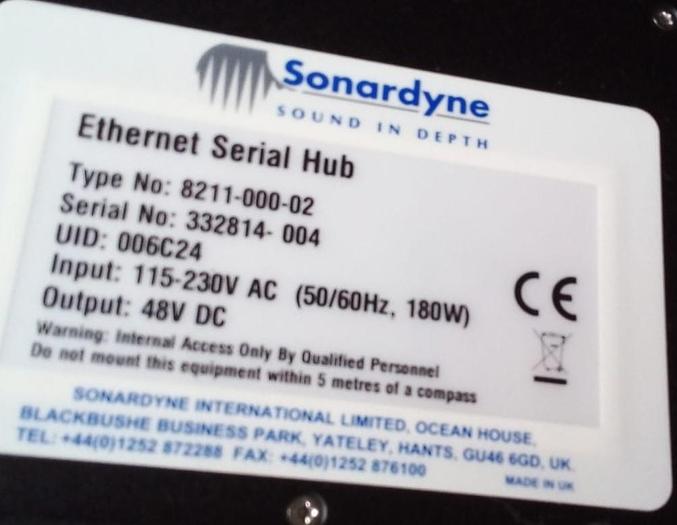 Sonardyne
SOUND IN DEPTH
Ethernet Serial Hub
Type No: 8211-000-02
Serial No: 332814- 004
UID: 006C24
Input: 115-230V AC (50/60Hz, 180W)
Output: 48V DC
Warning: Internal Access Only By Qualified Personnel
Do not mount this equipment within 5 metres of a compass
CE
SONARDYNE INTERNATIONAL LIMITED, OCEAN HOUSE,
BLACKBUSHE BUSINESS PARK, YATELEY, HANTS, GU46 6GD, UK.
TEL: +44(0)1252 872288 FAX: +44(0)1252 876100
MADE IN UK